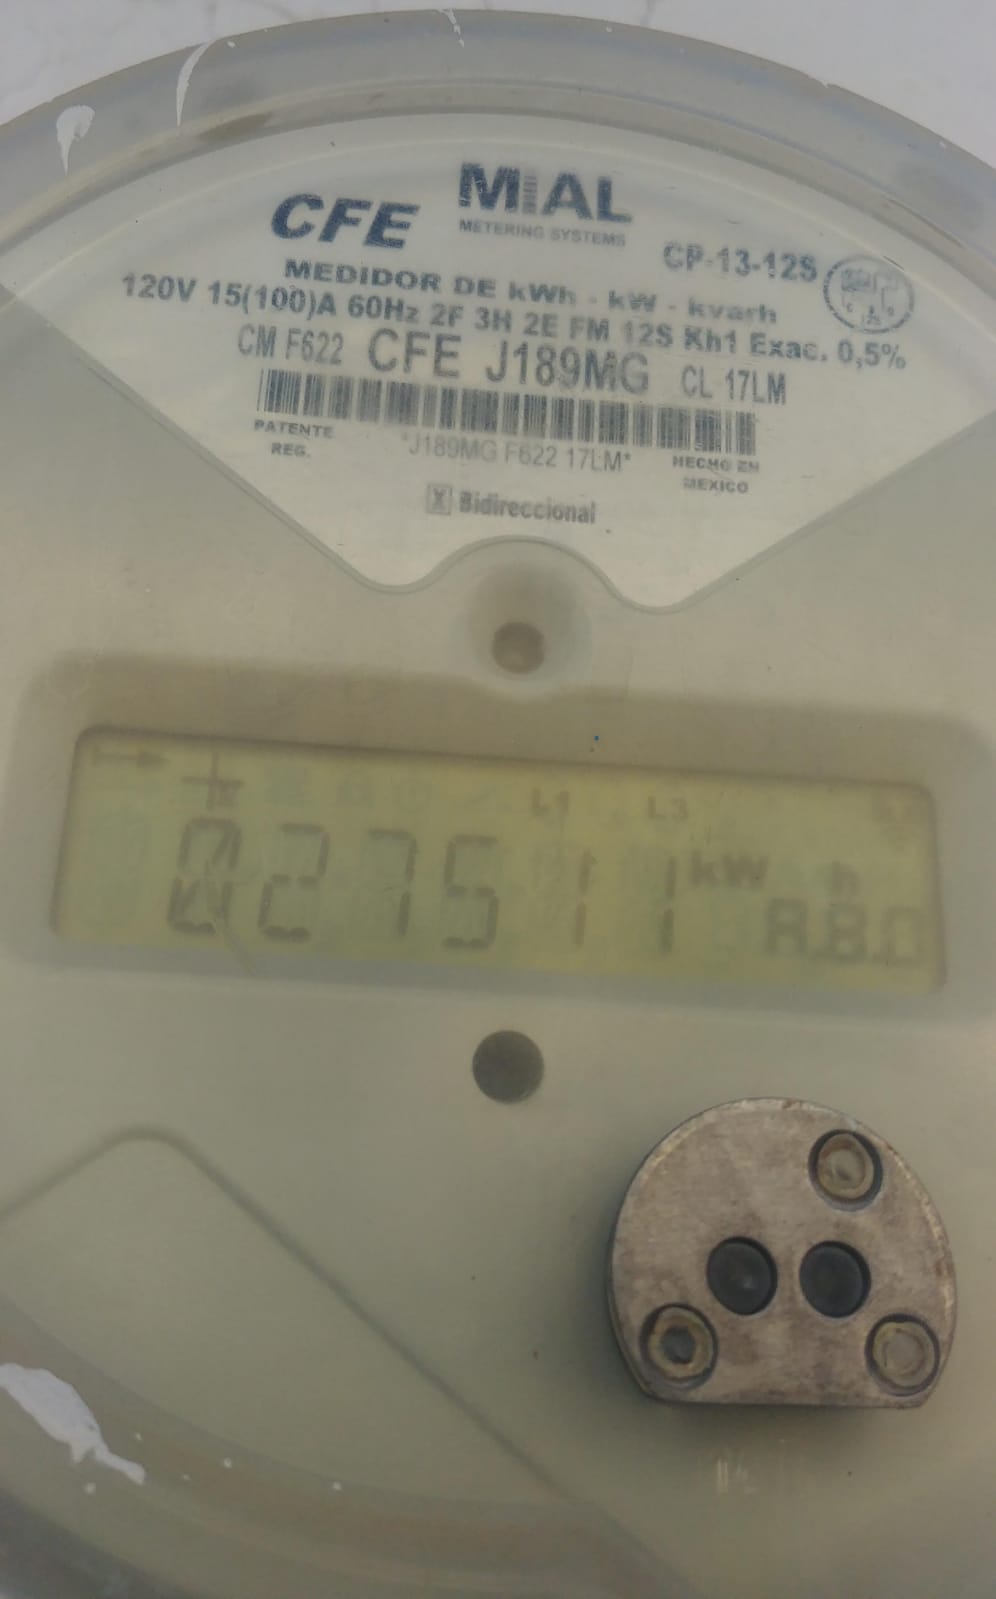 CFE
MIAL
METERING SYSTEMS
CP-13-12S
MEDIDOR DE kWh - kW - kvarh
120V 15(100)A 60Hz 2F 3H 2E FM 12S Kh1 Exac. 0,5%
CM F622 CFE J189MG CL 17LM
PATENTE
REG.
*J189MG F622 17LM*
HECHO EN
MEXICO
X Bidireccional
L1 L3
027511 kW h A.B.0